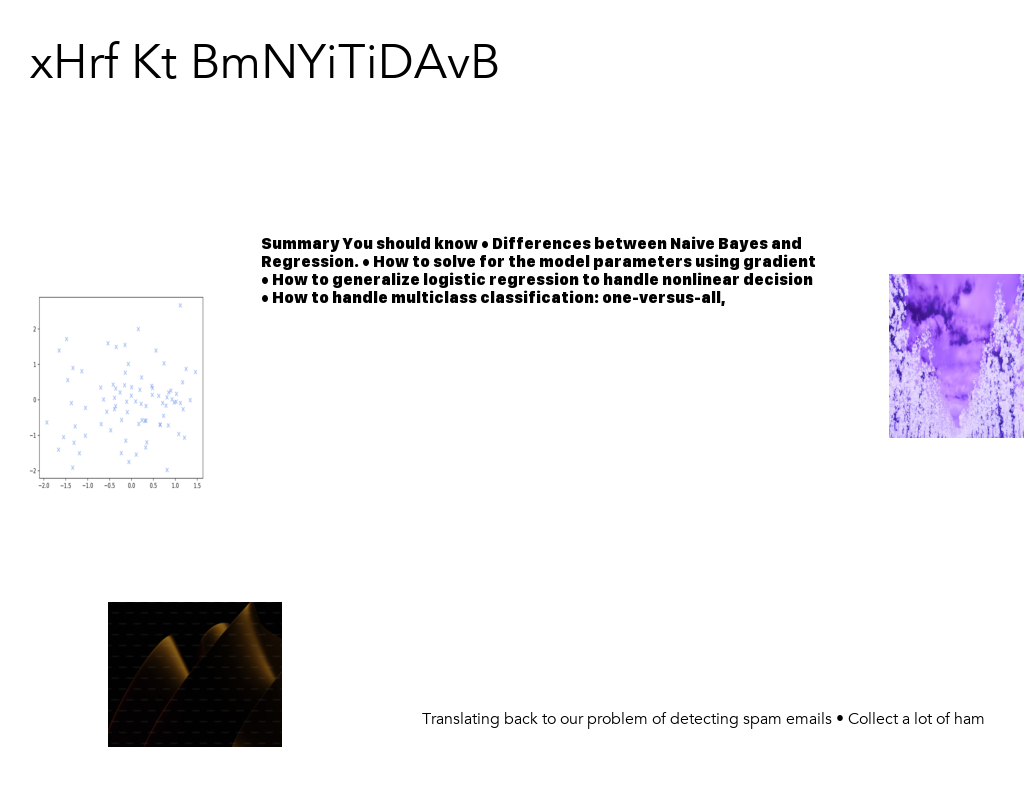 xHrf Kt BmNYiTiDAvB
Summary You should know • Differences between Naive Bayes and
Regression. • How to solve for the model parameters using gradient
• How to generalize logistic regression to handle nonlinear decision
• How to handle multiclass classification: one-versus-all,
2
1
0
−1
−2
−2.0 −1.5 −1.0 −0.5 0.0 0.5 1.0 1.5
Translating back to our problem of detecting spam emails • Collect a lot of ham